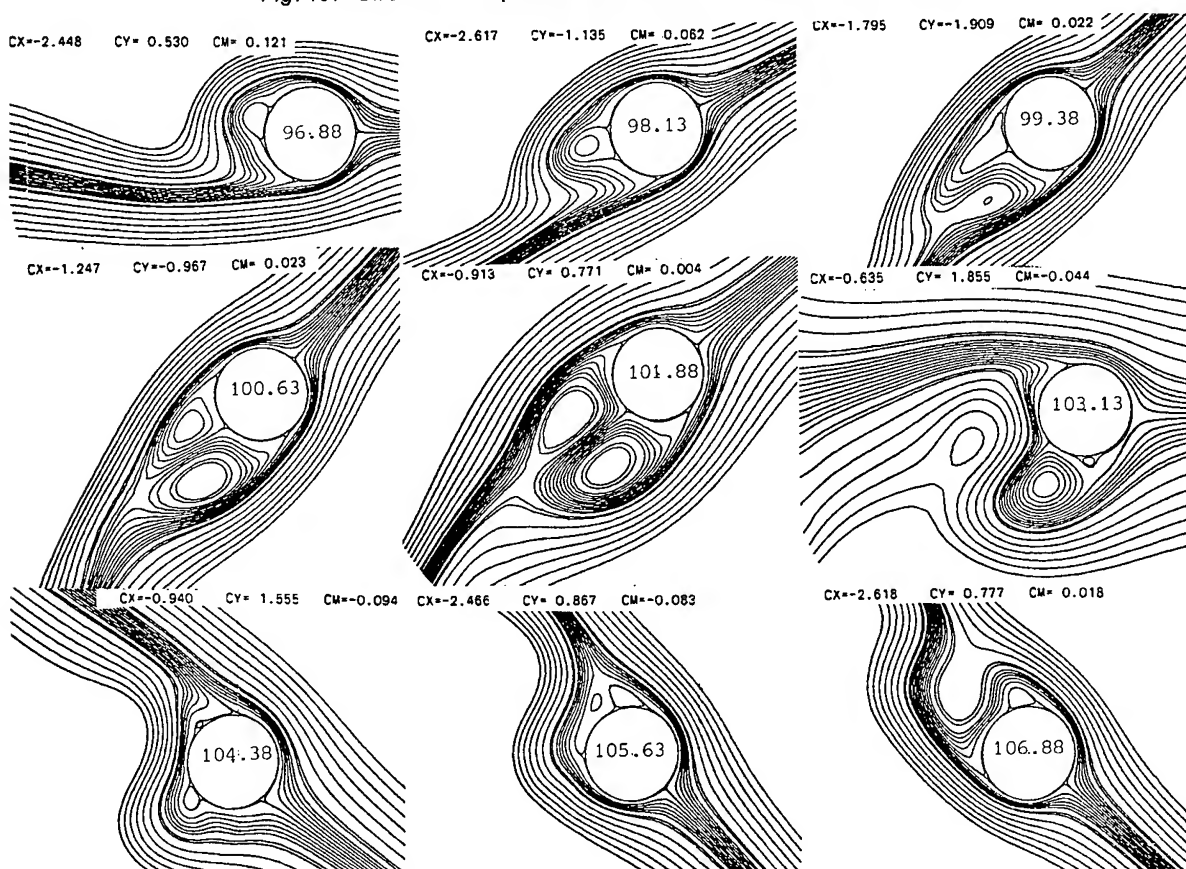 CX=-2.448 CY= 0.530 CM= 0.121
CX=-2.617 CY=-1.135 CM= 0.062
CX=-1.795 CY=-1.909 CM= 0.022
96.88
98.13
99.38
CX=-1.247 CY=-0.967 CM= 0.023
CX=-0.913 CY= 0.771 CM= 0.004
CX=-0.635 CY= 1.855 CM=-0.044
100.63
101.88
103.13
CX=-0.940 CY= 1.555 CM=-0.094
CX=-2.466 CY= 0.867 CM=-0.083
CX=-2.618 CY= 0.777 CM= 0.018
104.38
105.63
106.88